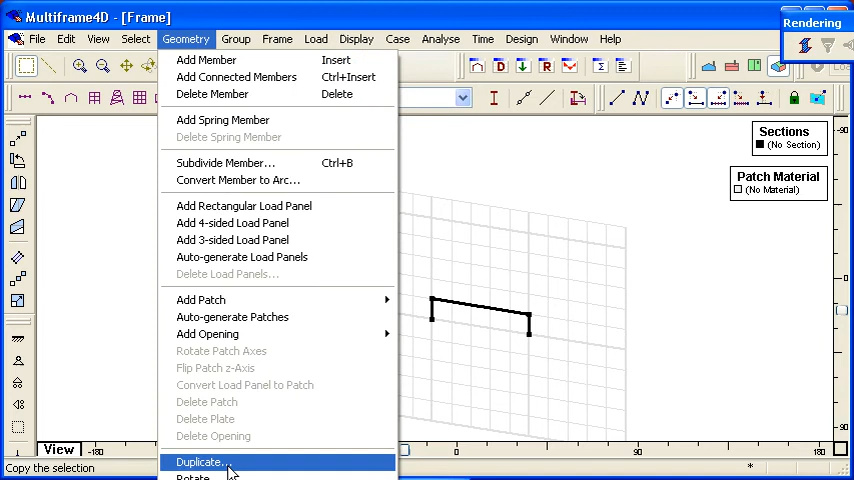 Multiframe4D - [Frame]
Rendering
File Edit View Select Geometry Group Frame Load Display Case Analyse Time Design Window Help
Add Member Insert
Add Connected Members Ctrl+Insert
Delete Member Delete
Add Spring Member
Delete Spring Member
Subdivide Member... Ctrl+B
Convert Member to Arc...
Add Rectangular Load Panel
Add 4-sided Load Panel
Add 3-sided Load Panel
Auto-generate Load Panels
Delete Load Panels...
Add Patch
Auto-generate Patches
Add Opening
Rotate Patch Axes
Flip Patch z-Axis
Convert Load Panel to Patch
Delete Patch
Delete Plate
Delete Opening
Duplicate...
Rotate
Sections
(No Section)
Patch Material
(No Material)
-90
0
90
View -180 0 90 180
Copy the selection *